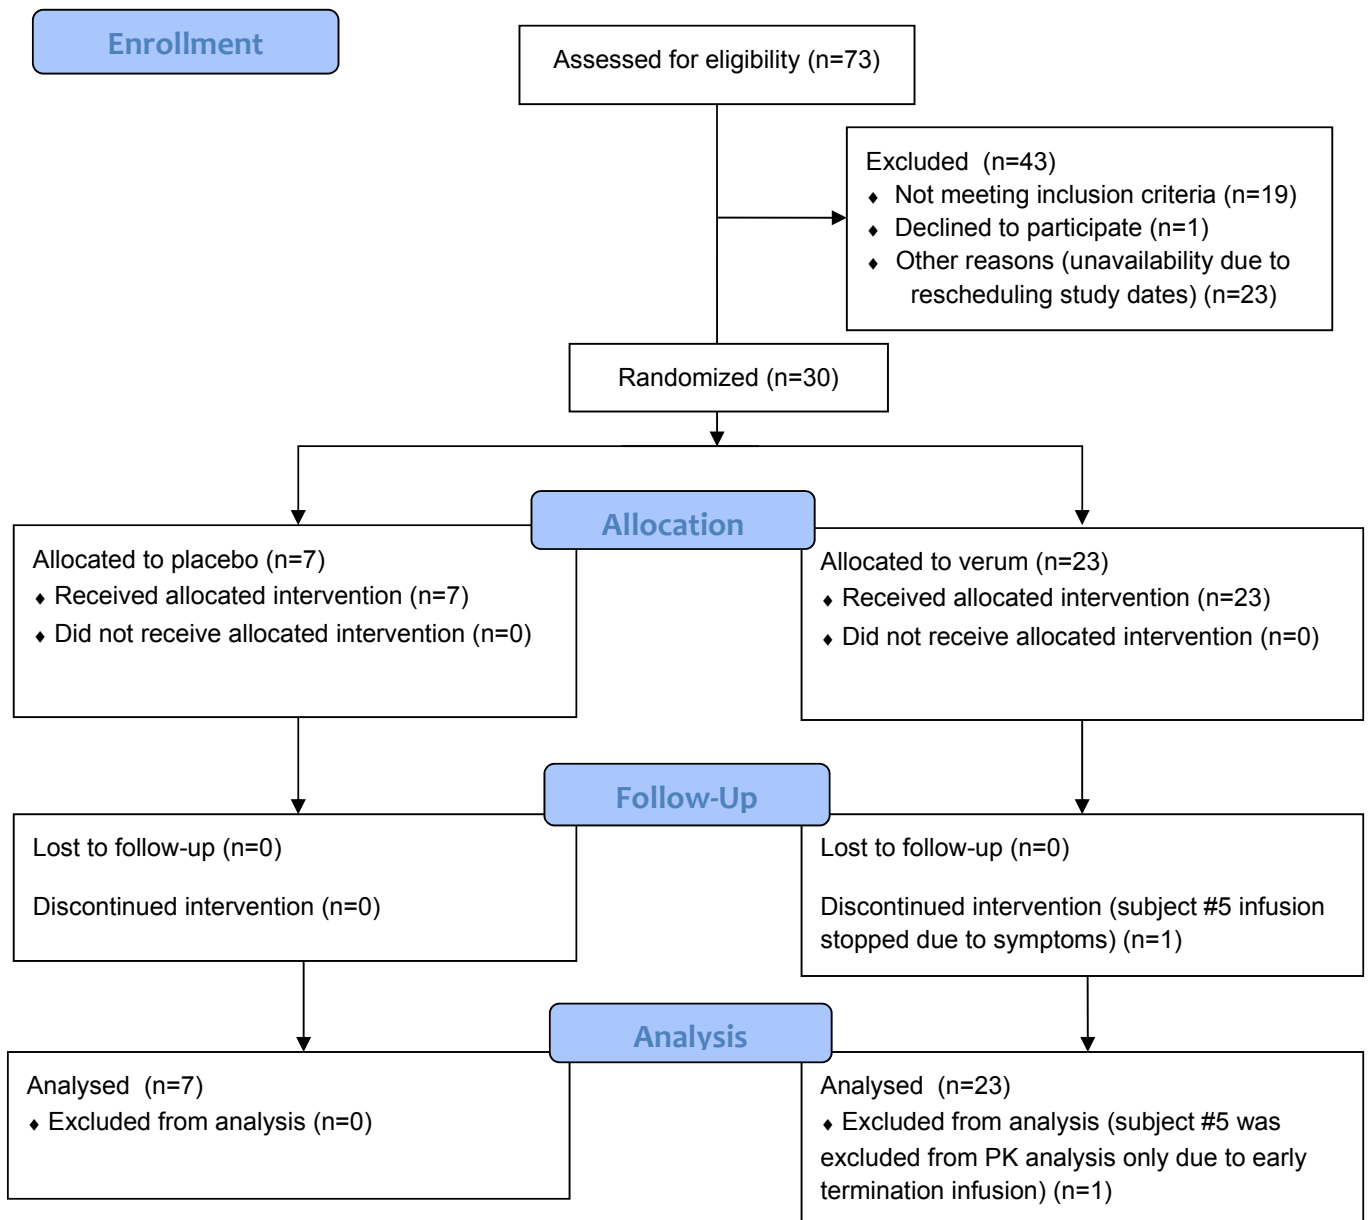 Enrollment
Assessed for eligibility (n=73)
Excluded (n=43)
♦ Not meeting inclusion criteria (n=19)
♦ Declined to participate (n=1)
♦ Other reasons (unavailability due to
rescheduling study dates) (n=23)
Randomized (n=30)
Allocation
Allocated to placebo (n=7)
♦ Received allocated intervention (n=7)
♦ Did not receive allocated intervention (n=0)
Allocated to verum (n=23)
♦ Received allocated intervention (n=23)
♦ Did not receive allocated intervention (n=0)
Follow-Up
Lost to follow-up (n=0)
Discontinued intervention (n=0)
Lost to follow-up (n=0)
Discontinued intervention (subject #5 infusion
stopped due to symptoms) (n=1)
Analysis
Analysed (n=7)
♦ Excluded from analysis (n=0)
Analysed (n=23)
♦ Excluded from analysis (subject #5 was
excluded from PK analysis only due to early
termination infusion) (n=1)